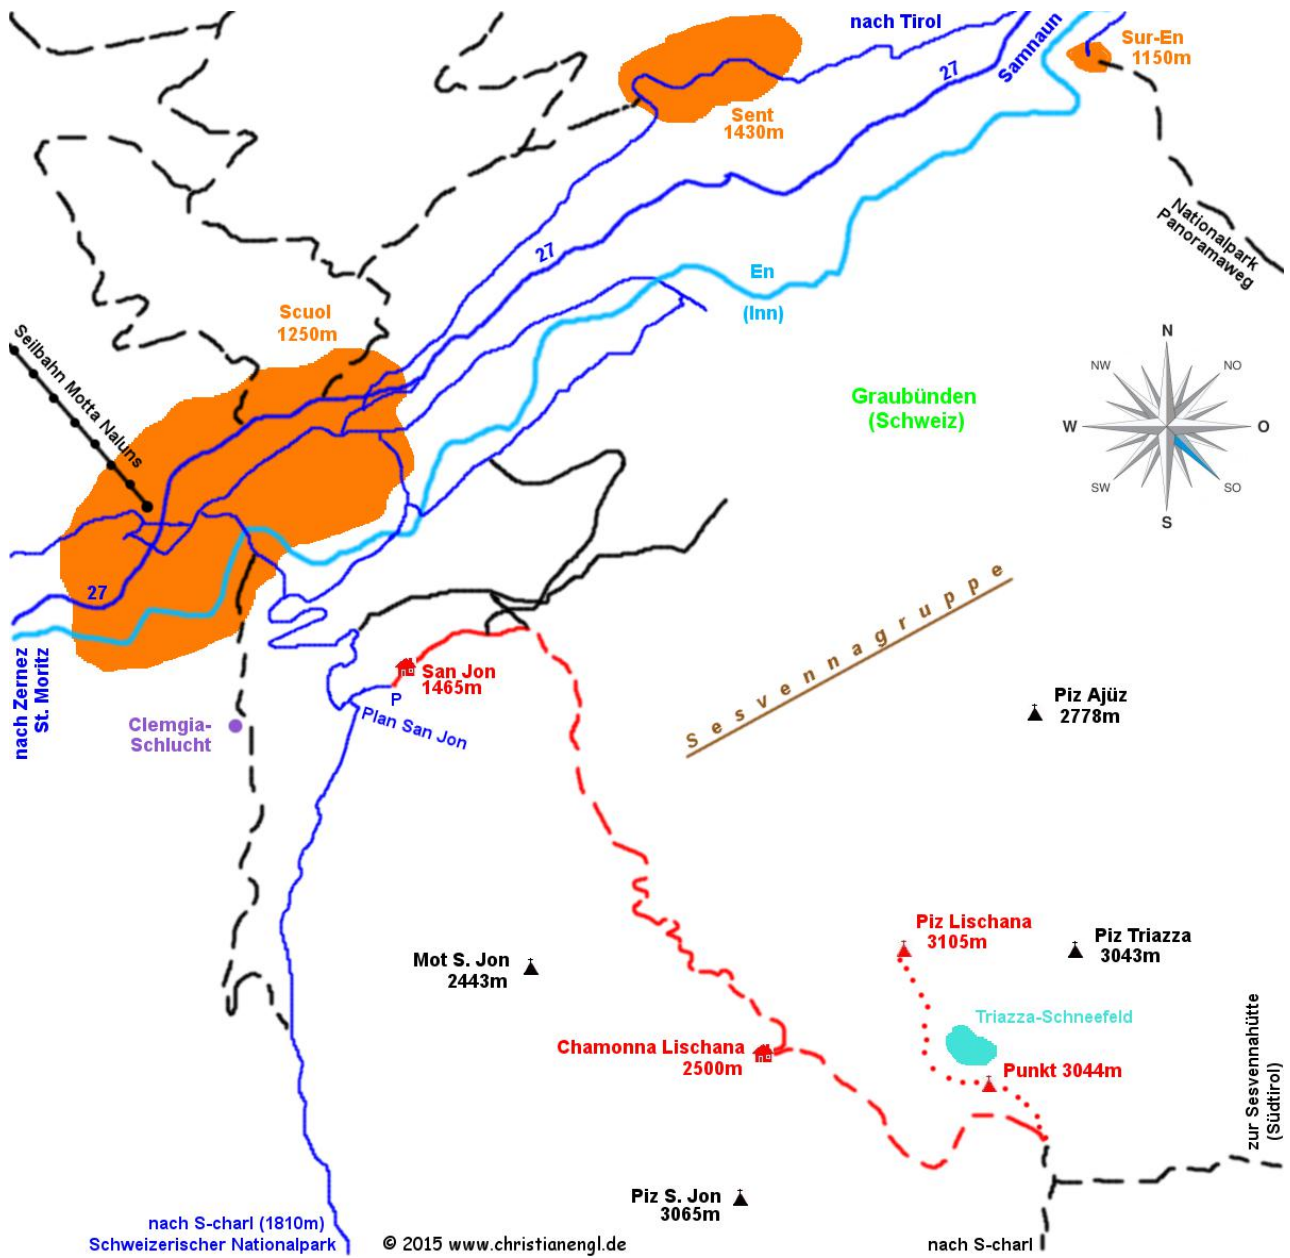 nach Tirol
Samnaun
27
Sur-En
1150m
Sent
1430m
Nationalpark
Panoramaweg
27
En
(Inn)
Scuol
1250m
Seilbahn Motta Naluns
Graubünden
(Schweiz)
N
NW
NO
W
O
SW
SO
S
27
nach Zernez
St. Moritz
San Jon
1465m
P
Plan San Jon
Clemgia-
Schlucht
Sesvennagruppe
Piz Ajüz
2778m
Piz Lischana
3105m
Piz Triazza
3043m
Mot S. Jon
2443m
Triazza-Schneefeld
Chamonna Lischana
2500m
Punkt 3044m
zur Sesvennahütte
(Südtirol)
Piz S. Jon
3065m
nach S-charl (1810m)
Schweizerischer Nationalpark
© 2015 www.christianengl.de
nach S-charl